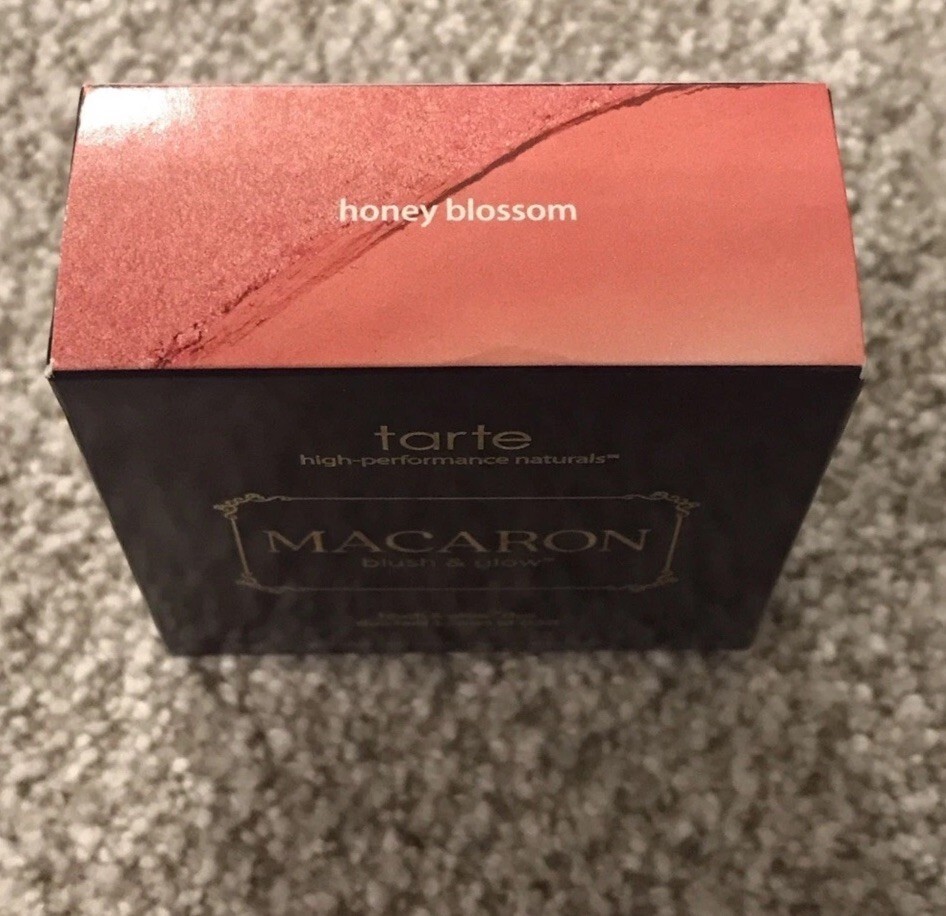 honey blossom
tarte
high-performance naturals™
MACARON
blush & glow™